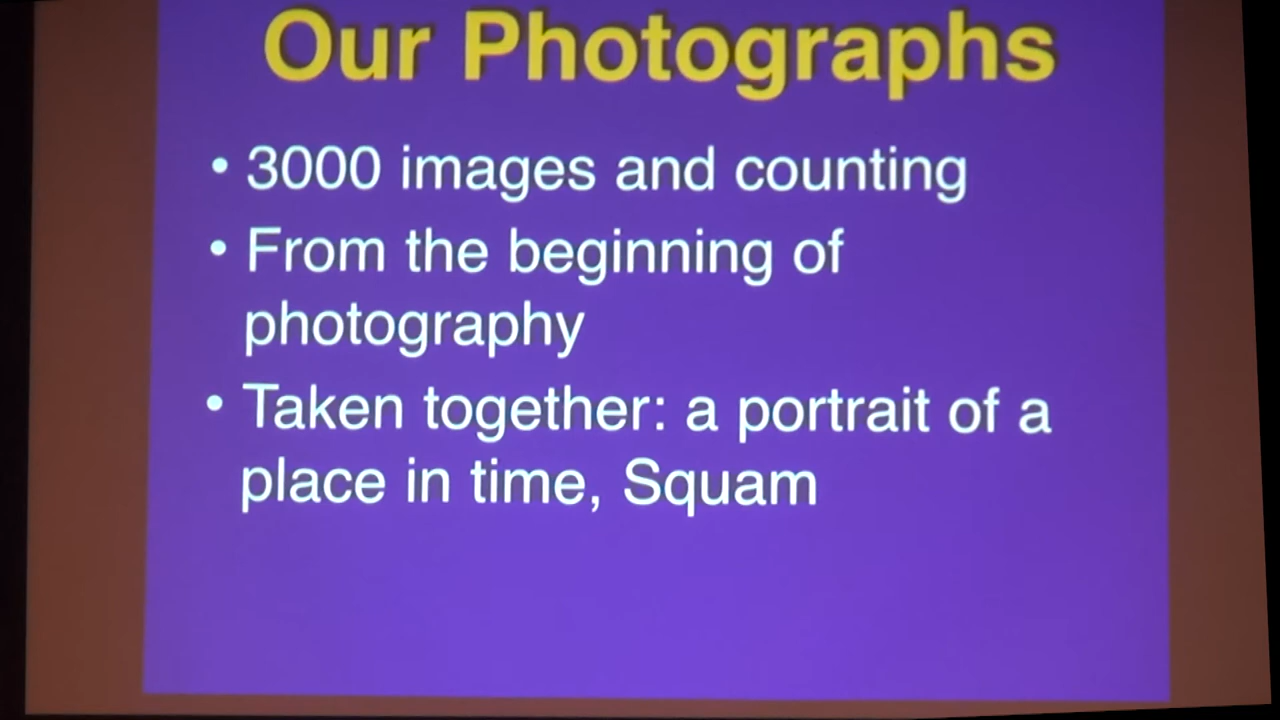 Our Photographs
• 3000 images and counting
• From the beginning of
photography
• Taken together: a portrait of a
place in time, Squam